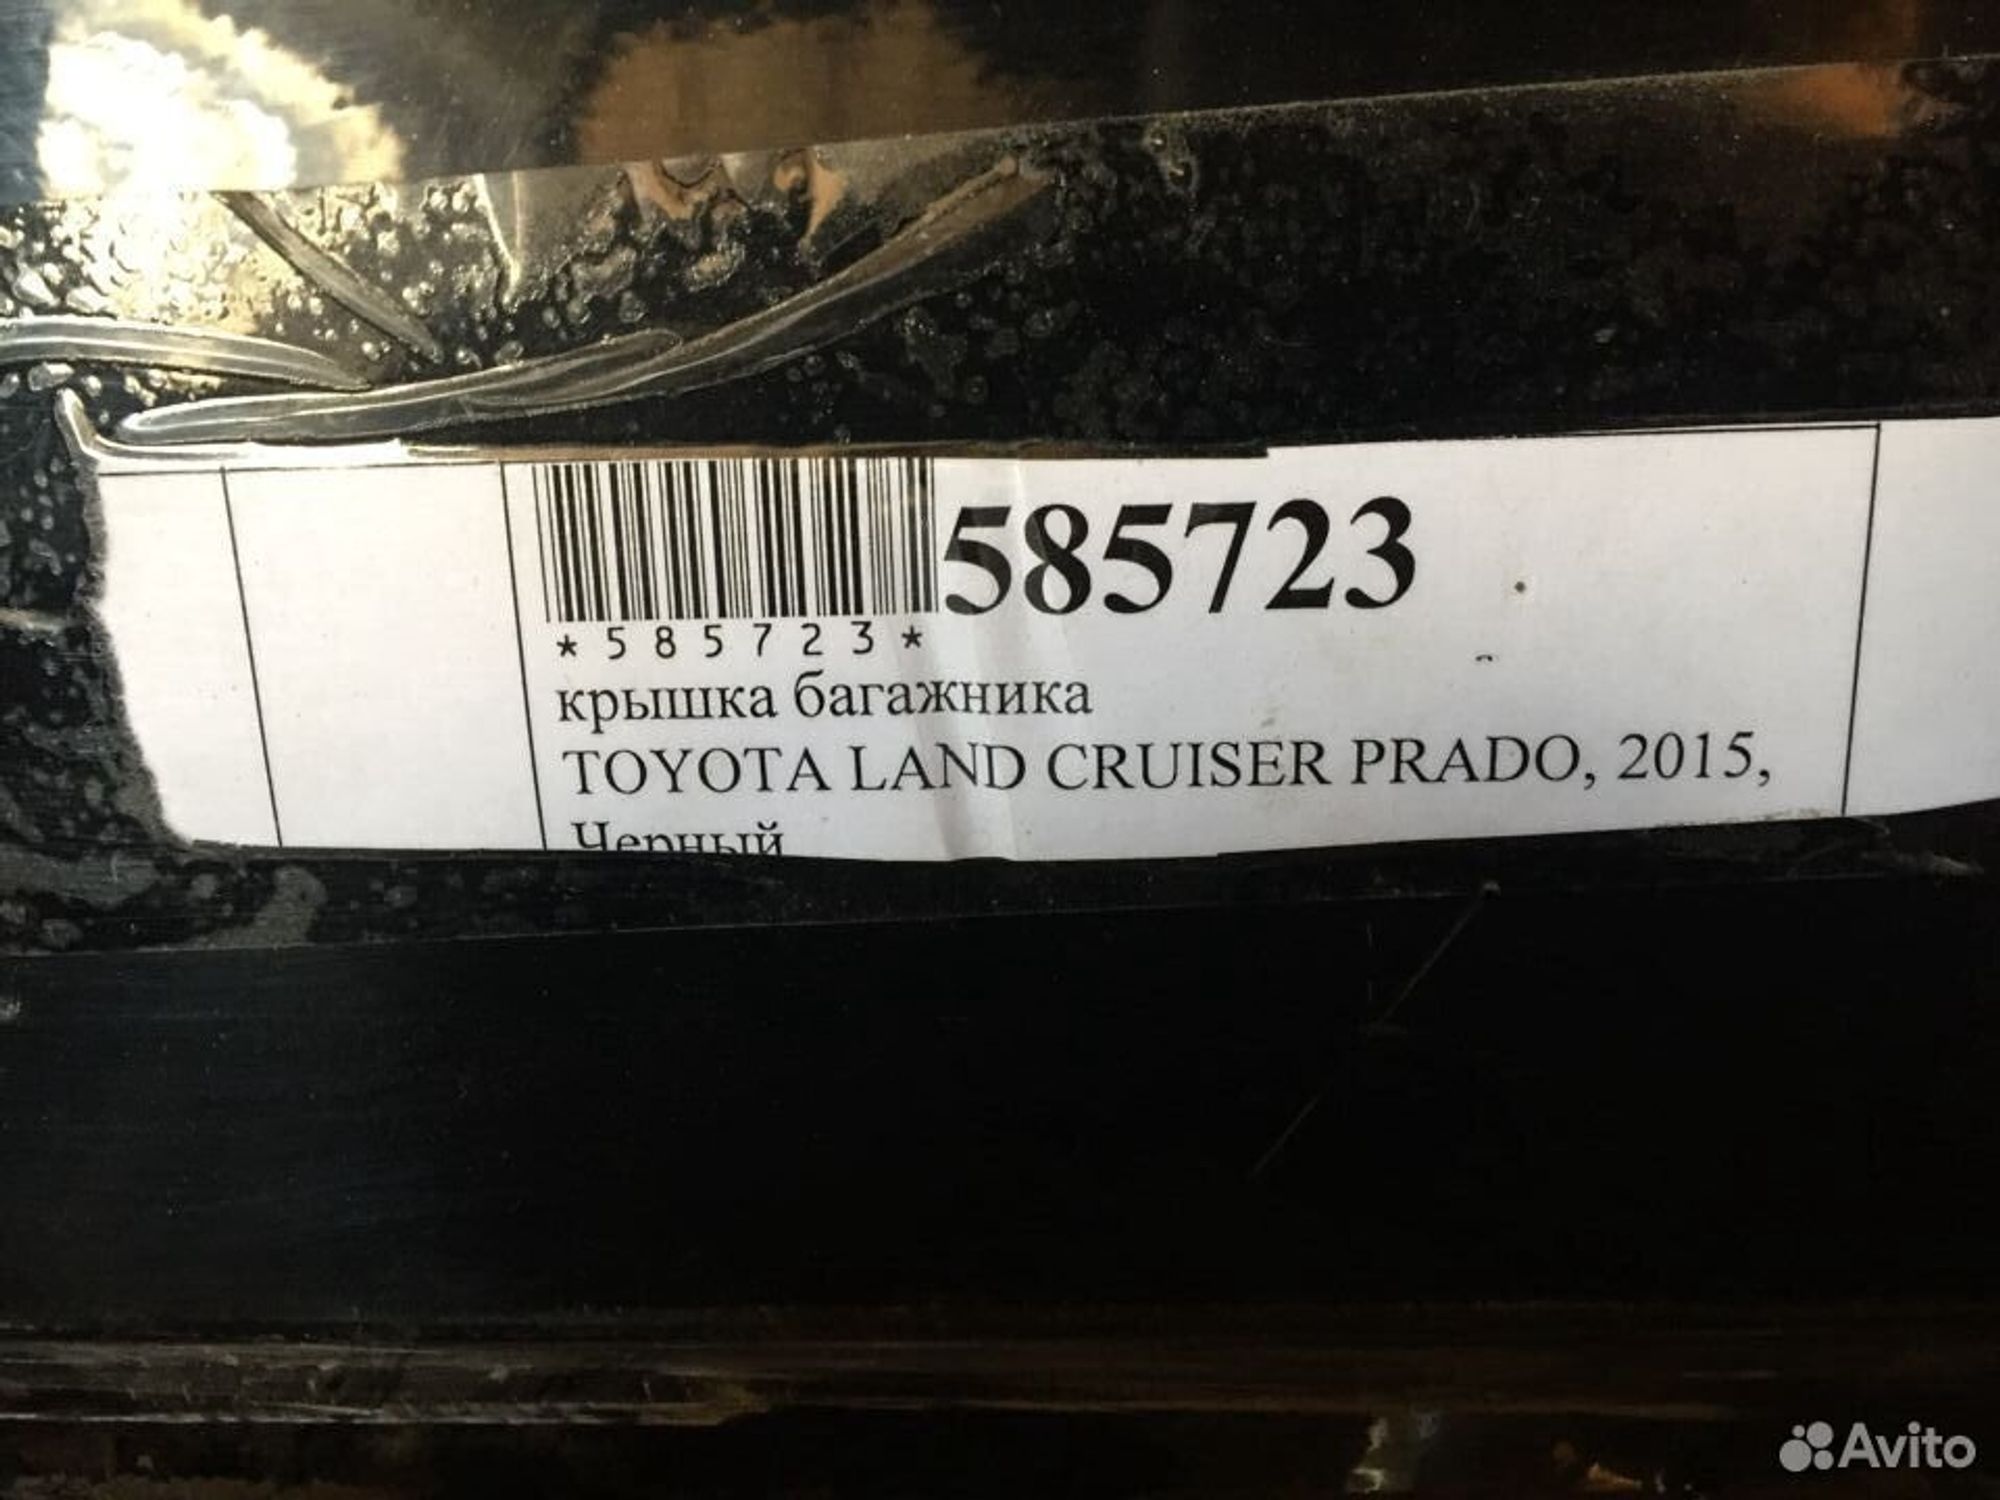 585723
*585723*
крышка багажника
TOYOTA LAND CRUISER PRADO, 2015,
Черный
Avito